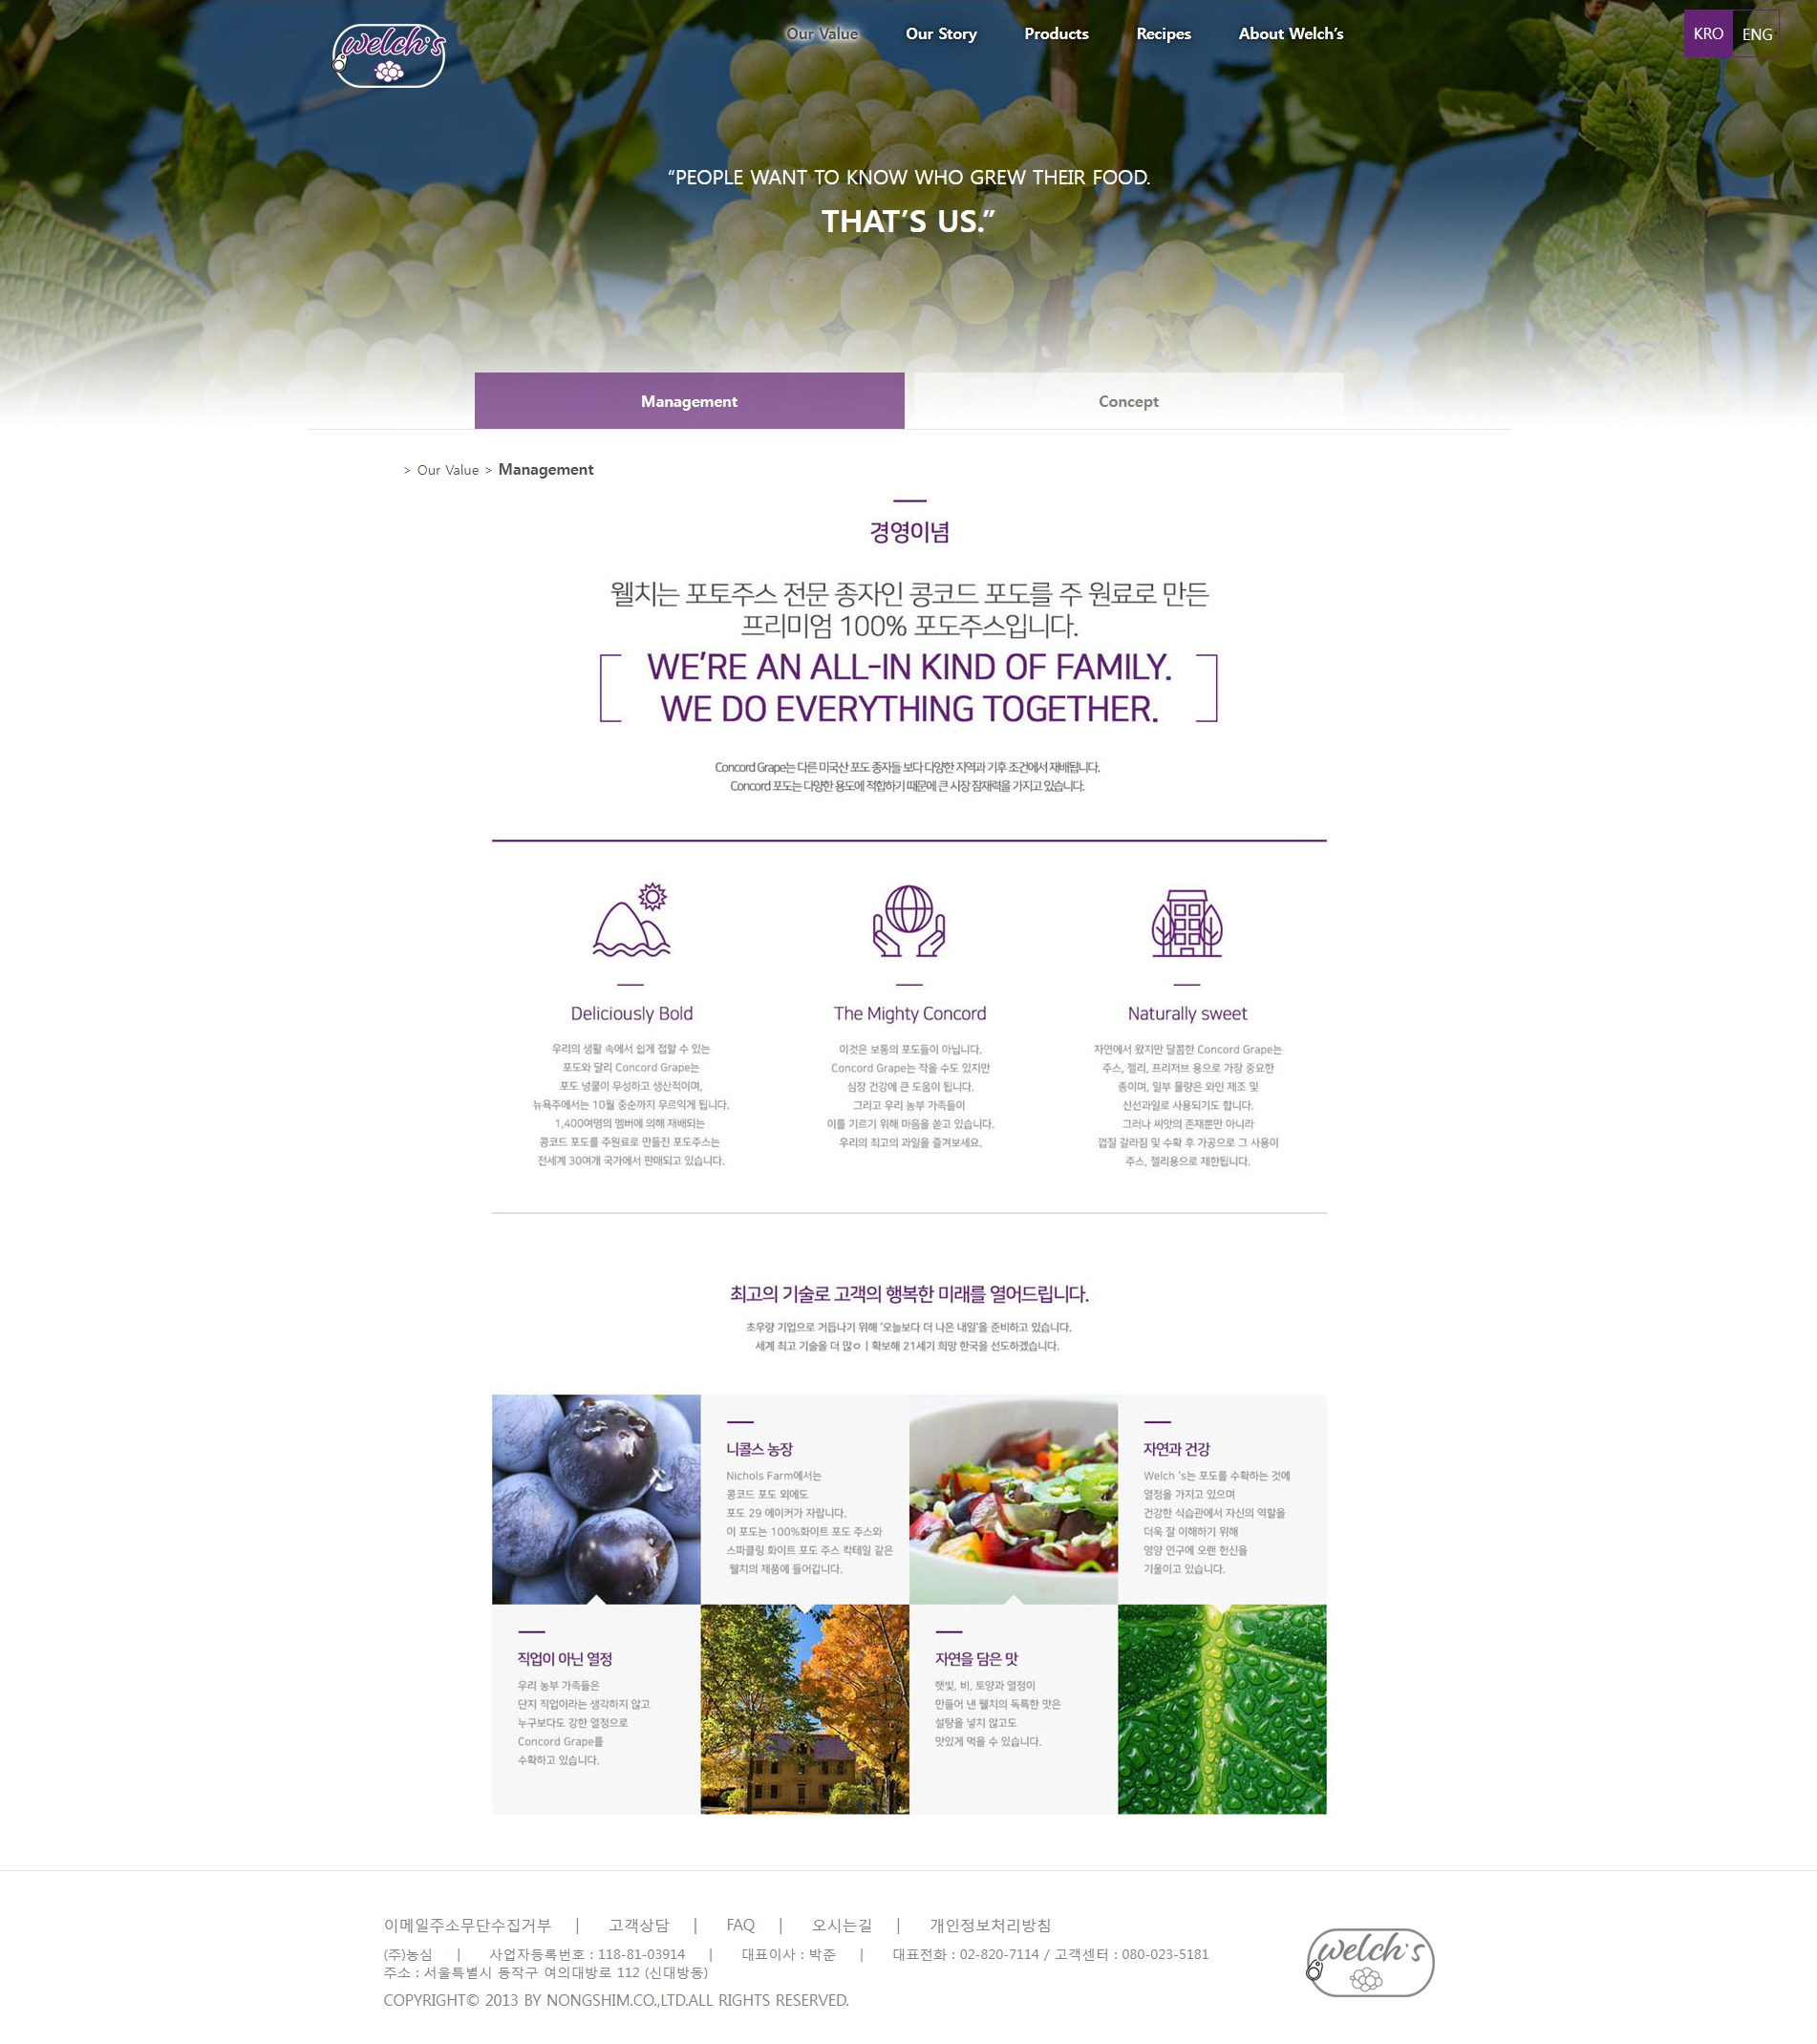 welch's
Our Value
Our Story
Products
Recipes
About Welch's
KRO
ENG
“PEOPLE WANT TO KNOW WHO GREW THEIR FOOD.
THAT’S US.”
Management
Concept
> Our Value > Management
경영이념
웰치는 포토주스 전문 종자인 콩코드 포도를 주 원료로 만든
프리미엄 100% 포도주스입니다.
WE’RE AN ALL-IN KIND OF FAMILY.
WE DO EVERYTHING TOGETHER.
Concord Grape는 다른 미국산 포도 종자들 보다 다양한 지역과 기후 조건에서 재배됩니다.
Concord 포도는 다양한 용도에 적합하기 때문에 큰 시장 잠재력을 가지고 있습니다.
Deliciously Bold
우리의 생활 속에서 쉽게 접할 수 있는
포도와 달리 Concord Grape는
포도 넝쿨이 무성하고 생산적이며,
뉴욕주에서는 10월 중순까지 무르익게 됩니다.
1,400여명의 멤버에 의해 재배되는
콩코드 포도를 주원료로 만들진 포도주스는
전세계 30여개 국가에서 판매되고 있습니다.
The Mighty Concord
이것은 보통의 포도들이 아닙니다.
Concord Grape는 작을 수도 있지만
심장 건강에 큰 도움이 됩니다.
그리고 우리 농부 가족들이
이를 기르기 위해 마음을 쏟고 있습니다.
우리의 최고의 과일을 즐겨보세요.
Naturally sweet
자연에서 왔지만 달콤한 Concord Grape는
주스, 젤리, 프리저브 용으로 가장 중요한
종이며, 일부 물량은 와인 제조 및
신선과일로 사용되기도 합니다.
그러나 씨앗의 존재뿐만 아니라
껍질 갈라짐 및 수확 후 가공으로 그 사용이
주스, 젤리용으로 제한됩니다.
최고의 기술로 고객의 행복한 미래를 열어드립니다.
초우량 기업으로 거듭나기 위해 '오늘보다 더 나은 내일'을 준비하고 있습니다.
세계 최고 기술을 더 많ㅇㅣ확보해 21세기 희망 한국을 선도하겠습니다.
니콜스 농장
Nichols Farm에서는
콩코드 포도 외에도
포도 29 에이커가 자랍니다.
이 포도는 100%화이트 포도 주스와
스파클링 화이트 포도 주스 칵테일 같은
웰치의 제품에 들어갑니다.
자연과 건강
Welch 's는 포도를 수확하는 것에
열정을 가지고 있으며
건강한 식습관에서 자신의 역할을
더욱 잘 이해하기 위해
영양 연구에 오랜 헌신을
기울이고 있습니다.
직업이 아닌 열정
우리 농부 가족들은
단지 직업이라는 생각하지 않고
누구보다도 강한 열정으로
Concord Grape를
수확하고 있습니다.
자연을 담은 맛
햇빛, 비, 토양과 열정이
만들어 낸 웰치의 독특한 맛은
설탕을 넣치 않고도
맛있게 먹을 수 있습니다.
이메일주소무단수집거부 | 고객상담 | FAQ | 오시는길 | 개인정보처리방침
(주)농심 | 사업자등록번호 : 118-81-03914 | 대표이사 : 박준 | 대표전화 : 02-820-7114 / 고객센터 : 080-023-5181
주소 : 서울특별시 동작구 여의대방로 112 (신대방동)
COPYRIGHT© 2013 BY NONGSHIM.CO.,LTD.ALL RIGHTS RESERVED.
welch's